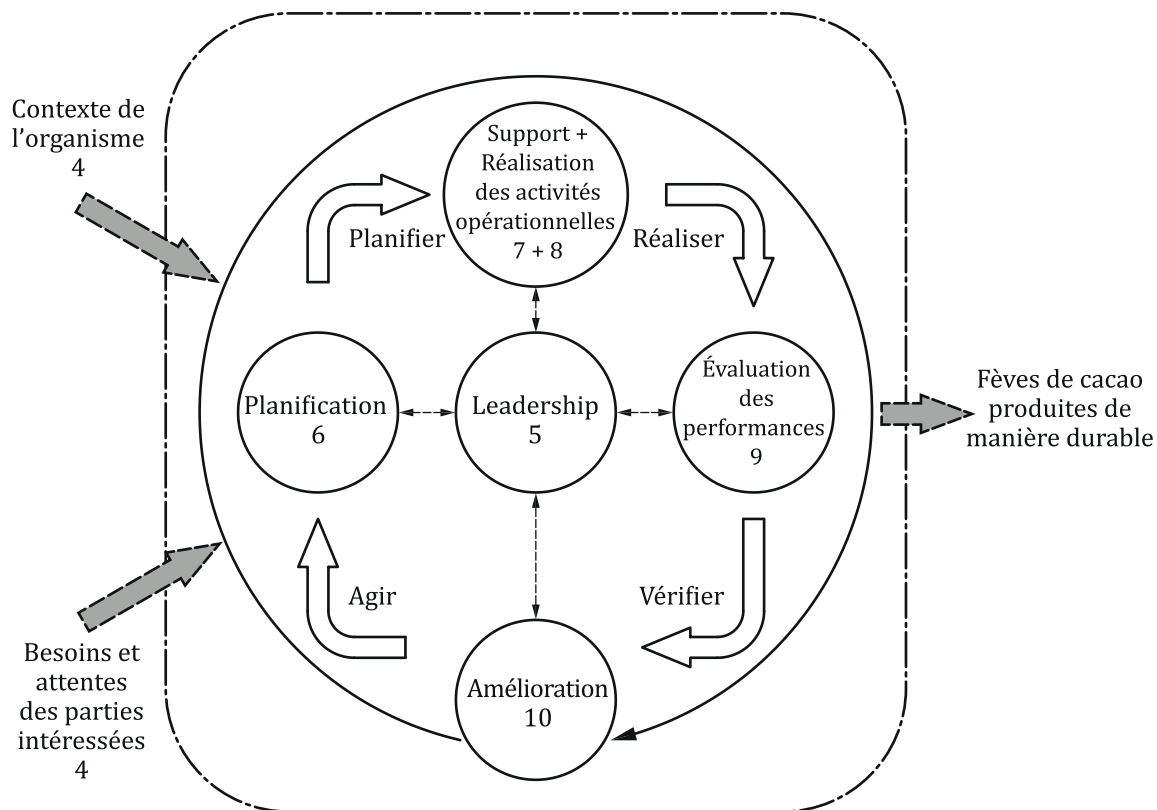 Contexte de
l'organisme
4
Support +
Réalisation
des activités
opérationnelles
7 + 8
Planifier
Réaliser
Planification
6
Leadership
5
Évaluation
des
performances
9
Fèves de cacao
produites de
manière durable
Agir
Vérifier
Besoins et
attentes
des parties
intéressées
4
Amélioration
10